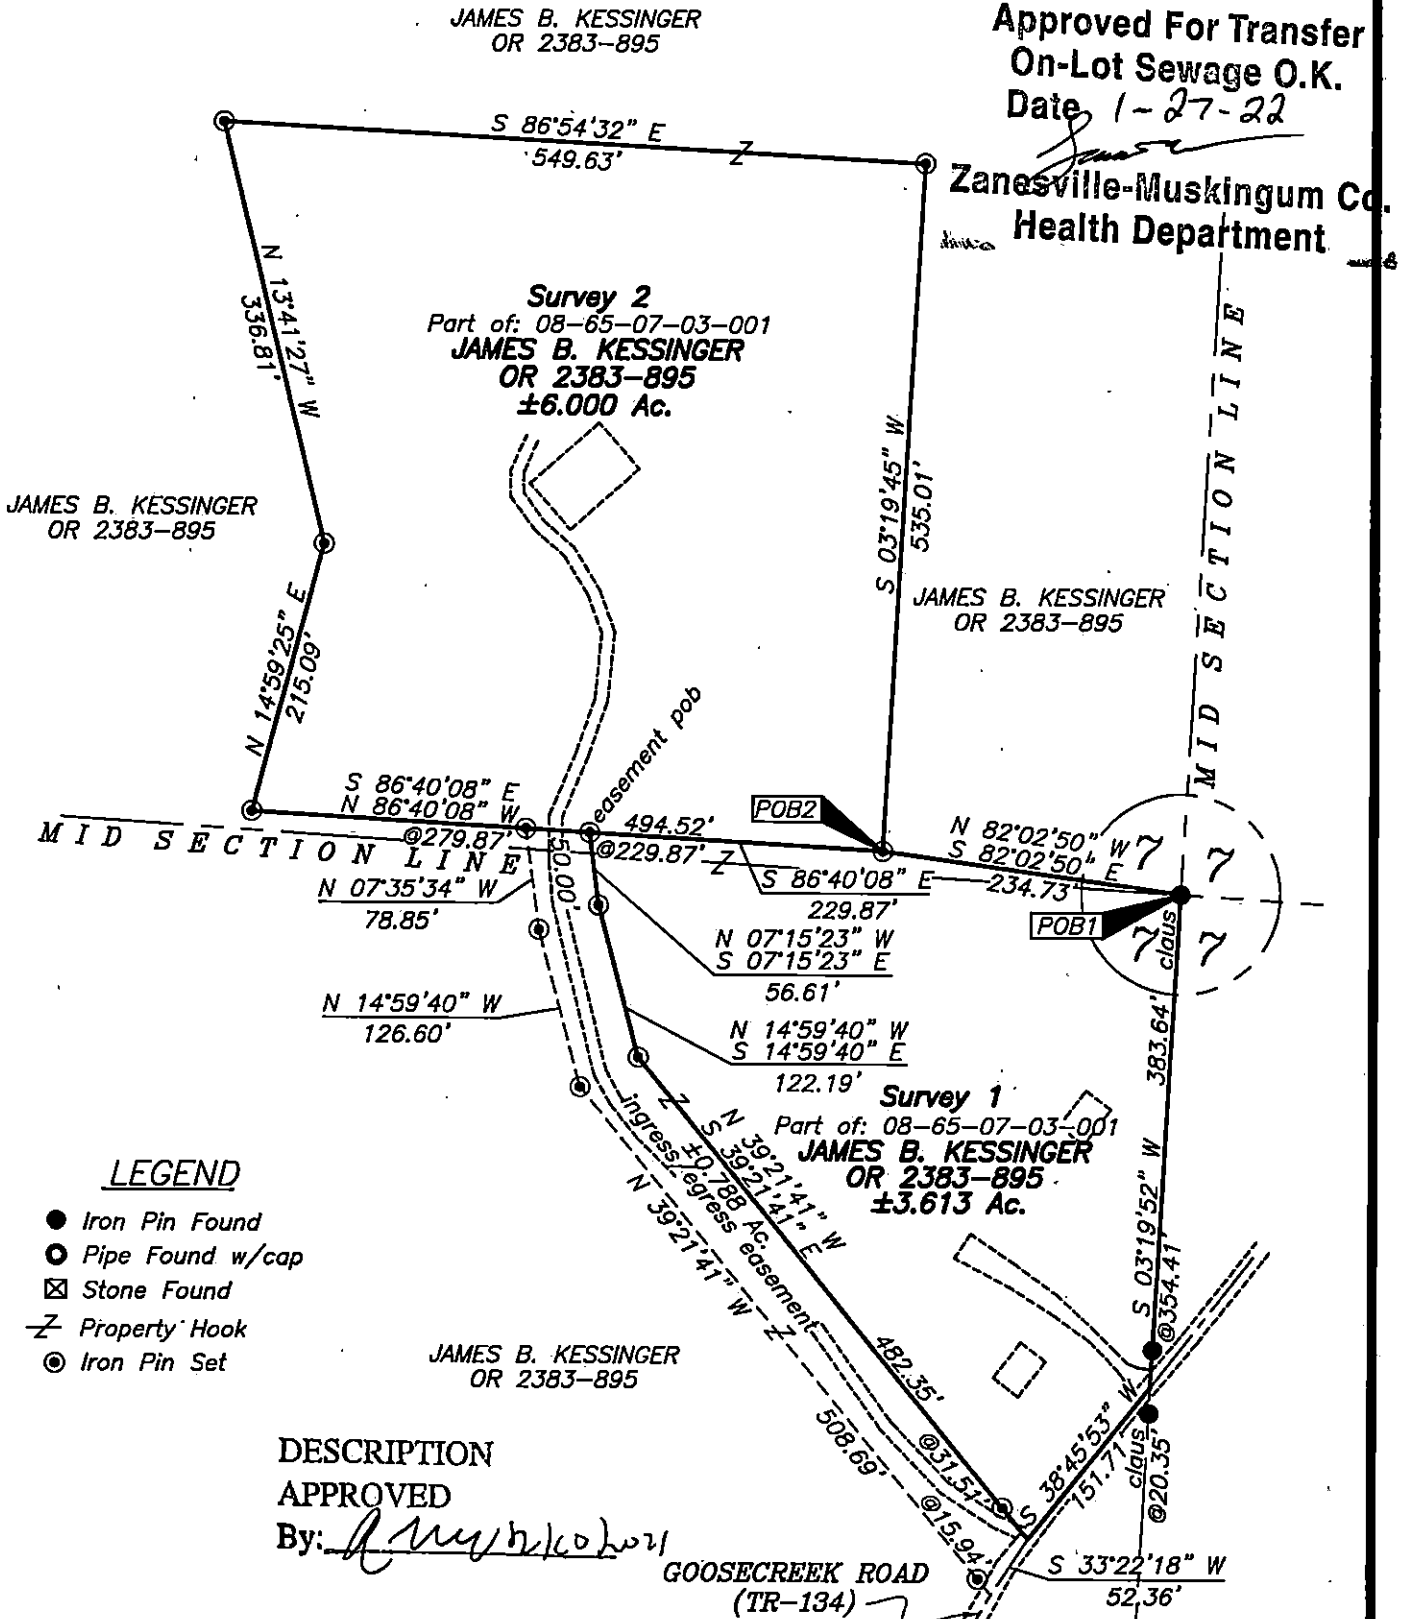 JAMES B. KESSINGER
OR 2383-895
Approved For Transfer
On-Lot Sewage O.K.
Date 1-27-22
Zanesville-Muskingum Co.
Health Department
S 86°54'32" E
549.63'
Z
N 13°41'27" W
336.81'
Survey 2
Part of: 08-65-07-03-001
JAMES B. KESSINGER
OR 2383-895
±6.000 Ac.
S 03°19'45" W
535.01'
MID SECTION LINE
JAMES B. KESSINGER
OR 2383-895
JAMES B. KESSINGER
OR 2383-895
N 14°59'25" E
215.09'
easement pob
S 86°40'08" E
N 86°40'08" W
@279.87'
MID SECTION LINE
494.52'
@229.87'
Z
50.00'
POB2
N 82°02'50" W
S 82°02'50" E
234.73
7 7
7 7
POB1
S 86°40'08" E
229.87'
N 07°35'34" W
78.85'
N 07°15'23" W
S 07°15'23" E
56.61'
N 14°59'40" W
126.60'
N 14°59'40" W
S 14°59'40" E
122.19'
claus
383.64'
S 03°19'52" W
@354.41'
Survey 1
Part of: 08-65-07-03-001
JAMES B. KESSINGER
OR 2383-895
±3.613 Ac.
Z
N 39°21'41" W
S 39°21'41" E
±0.788 Ac.
ingress/egress easement
N 39°21'41" W
Z
482.35'
508.69'
@31.51'
@15.94'
S 38°45'53" W
151.71'
claus
@20.35'
S 33°22'18" W
52.36'
LEGEND
Iron Pin Found
Pipe Found w/cap
Stone Found
Z Property Hook
Iron Pin Set
JAMES B. KESSINGER
OR 2383-895
DESCRIPTION
APPROVED
By:
GOOSECREEK ROAD
(TR-134)